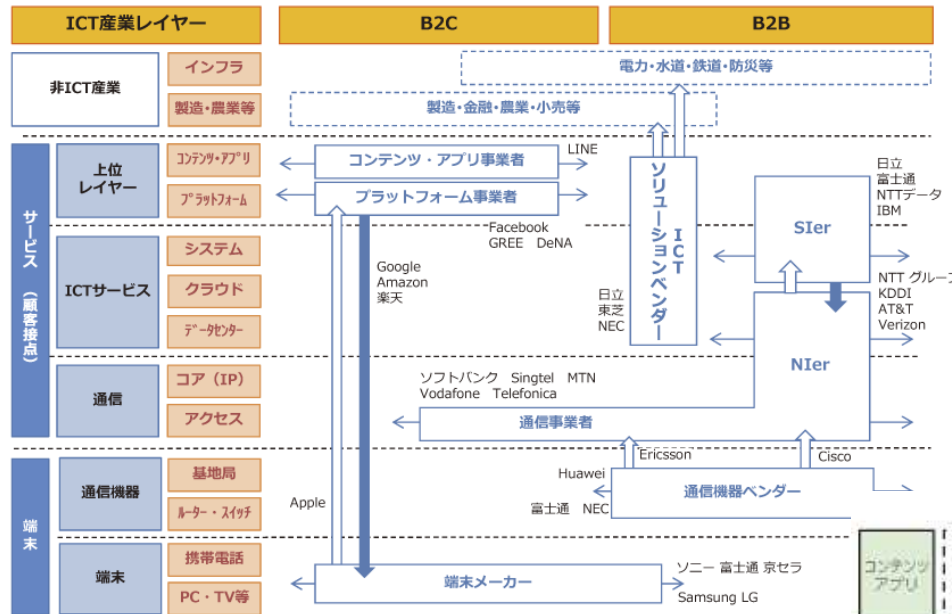 ICT産業レイヤー
B2C
B2B
非ICT産業
インフラ
製造・農業等
電力・水道・鉄道・防災等
製造・金融・農業・小売等
サービス (顧客接点)
上位
レイヤー
コンテンツ・アプリ
プラットフォーム
コンテンツ・アプリ事業者
LINE
プラットフォーム事業者
Facebook
GREE DeNA
Google
Amazon
楽天
ICT
ソリューションベンダー
日立
東芝
NEC
SIer
日立
富士通
NTTデータ
IBM
ICTサービス
システム
クラウド
データセンター
NTT グループ
KDDI
AT&T
Verizon
NIer
通信
コア（IP）
アクセス
ソフトバンク Singtel MTN
Vodafone Telefonica
通信事業者
端末
通信機器
基地局
ルーター・スイッチ
Apple
Ericsson
Cisco
Huawei
富士通 NEC
通信機器ベンダー
端末
携帯電話
PC・TV等
端末メーカー
ソニー 富士通 京セラ
Samsung LG
コンテンツ
アプリ